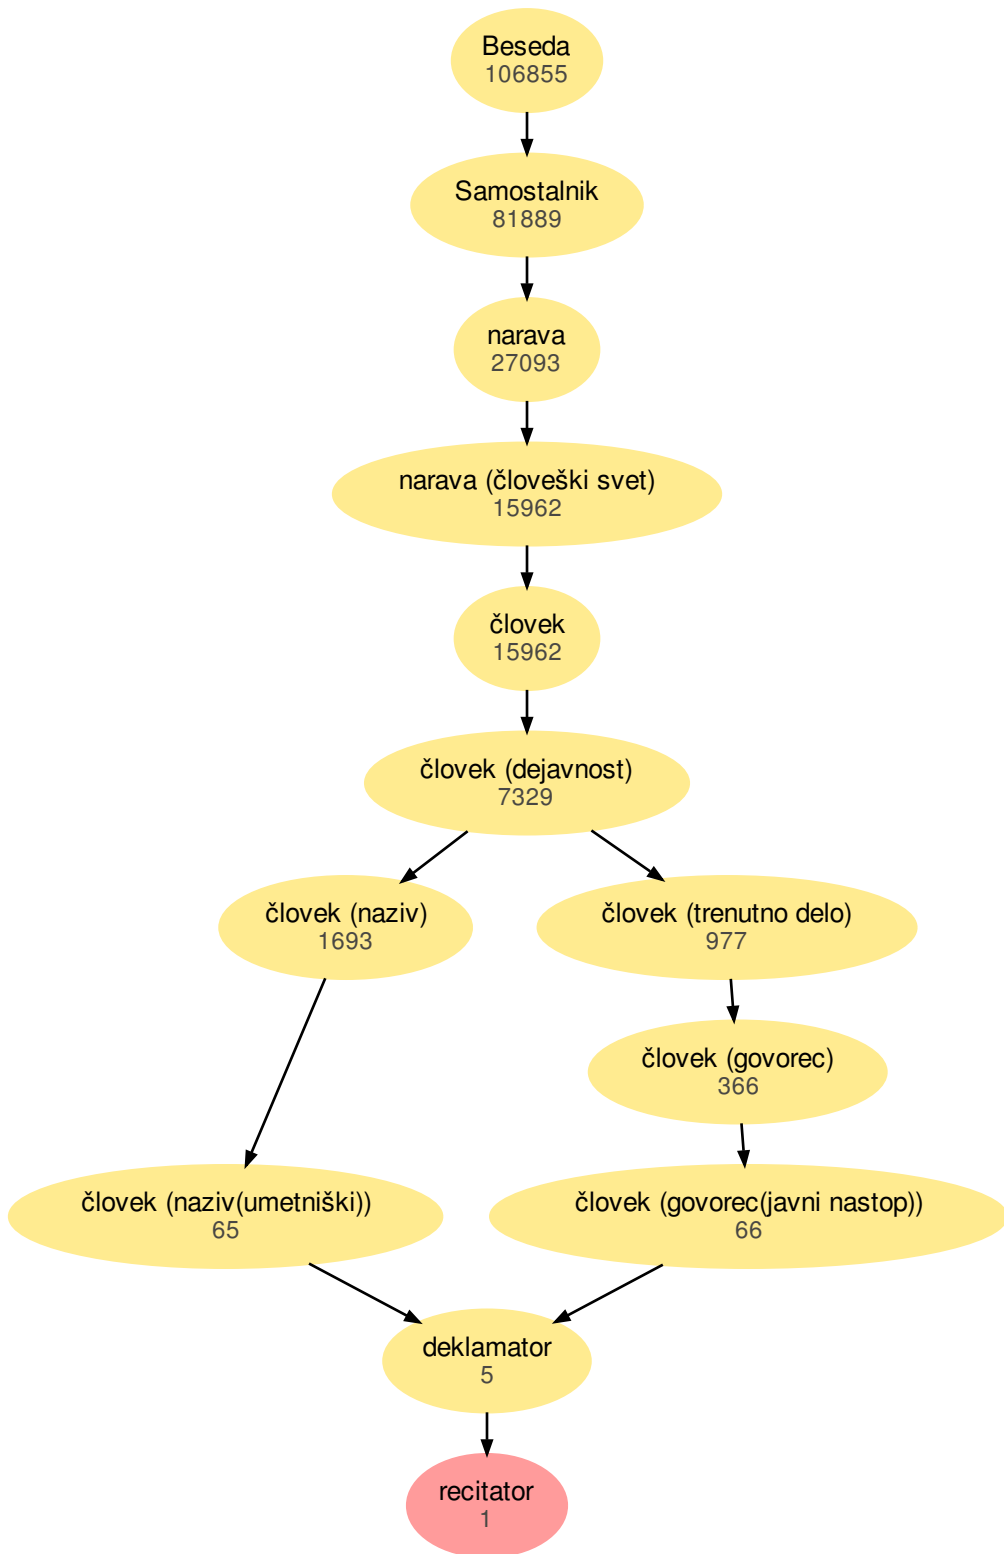 Beseda
106855
Samostalnik
81889
narava
27093
narava (človeški svet)
15962
človek
15962
človek (dejavnost)
7329
človek (naziv)
1693
človek (trenutno delo)
977
človek (govorec)
366
človek (naziv(umetniški))
65
človek (govorec(javni nastop))
66
deklamator
5
recitator
1